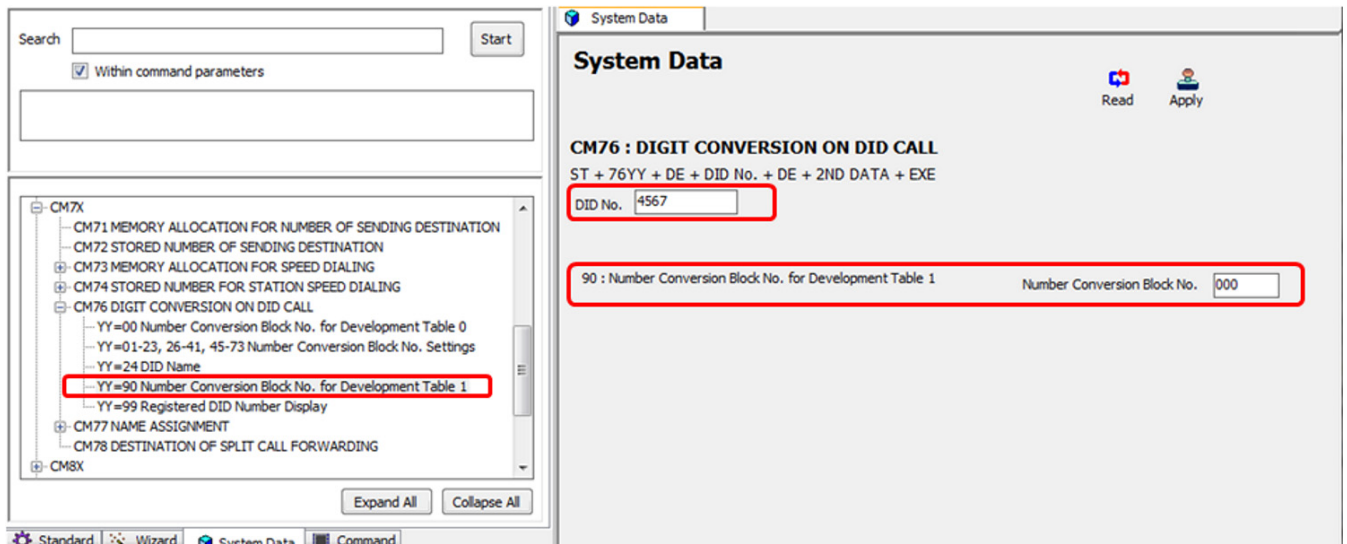 Search
Start
Within command parameters
CM7X
CM71 MEMORY ALLOCATION FOR NUMBER OF SENDING DESTINATION
CM72 STORED NUMBER OF SENDING DESTINATION
CM73 MEMORY ALLOCATION FOR SPEED DIALING
CM74 STORED NUMBER FOR STATION SPEED DIALING
CM76 DIGIT CONVERSION ON DID CALL
YY=00 Number Conversion Block No. for Development Table 0
YY=01-23, 26-41, 45-73 Number Conversion Block No. Settings
YY=24 DID Name
YY=90 Number Conversion Block No. for Development Table 1
YY=99 Registered DID Number Display
CM77 NAME ASSIGNMENT
CM78 DESTINATION OF SPLIT CALL FORWARDING
CM8X
Expand All Collapse All
Standard Wizard System Data Command
System Data
System Data
Read Apply
CM76 : DIGIT CONVERSION ON DID CALL
ST + 76YY + DE + DID No. + DE + 2ND DATA + EXE
DID No. 4567
90 : Number Conversion Block No. for Development Table 1 Number Conversion Block No. 000